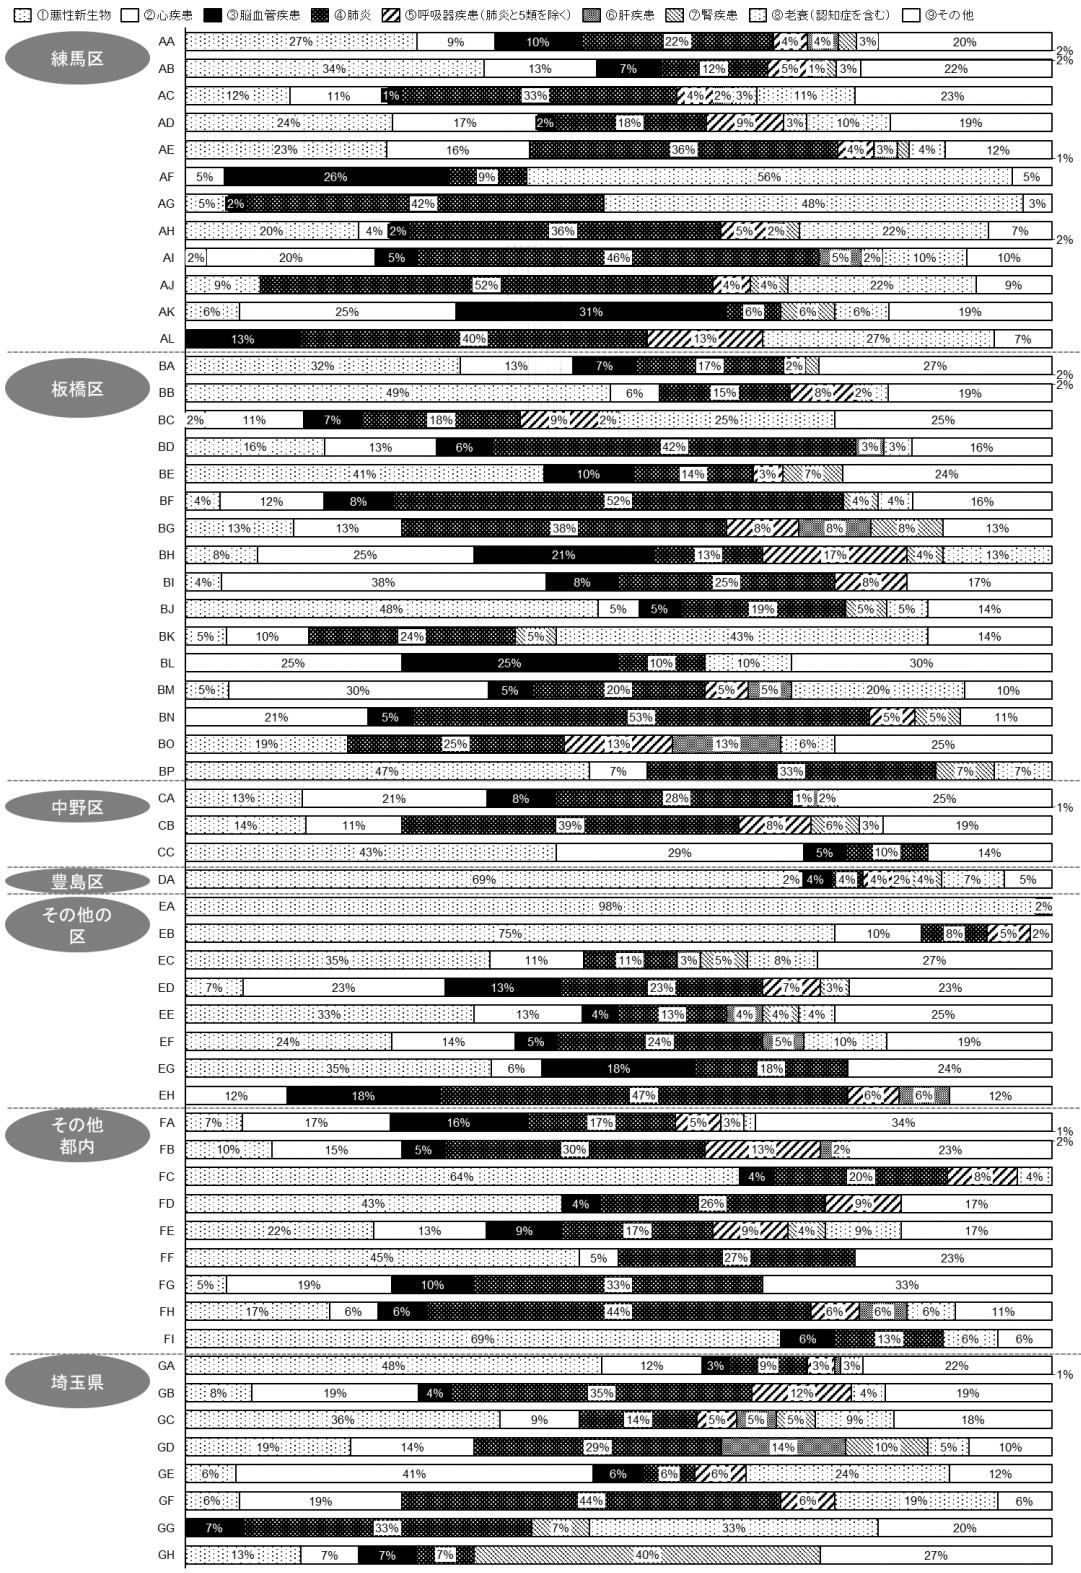 ①悪性新生物 ②心疾患 ③脳血管疾患 ④肺炎 ⑤呼吸器疾患(肺炎と5類を除く) ⑥肝疾患 ⑦腎疾患 ⑧老衰(認知症を含む) ⑨その他
練馬区
AA 27% 9% 10% 22% 4% 4% 3% 20% 2%
AB 34% 13% 7% 12% 5% 1% 3% 22% 2%
AC 12% 11% 1% 33% 4% 2% 3% 11% 23%
AD 24% 17% 2% 18% 9% 3% 10% 19%
AE 23% 16% 36% 4% 3% 4% 12% 1%
AF 5% 26% 9% 56% 5%
AG 5% 2% 42% 48% 3%
AH 20% 4% 2% 36% 5% 2% 22% 7% 2%
AI 2% 20% 5% 46% 5% 2% 10% 10%
AJ 9% 52% 4% 4% 22% 9%
AK 6% 25% 31% 6% 6% 6% 19%
AL 13% 40% 13% 27% 7%
板橋区
BA 32% 13% 7% 17% 2% 27% 2%
BB 49% 6% 15% 8% 2% 19% 2%
BC 2% 11% 7% 18% 9% 2% 25% 25%
BD 16% 13% 6% 42% 3% 3% 16%
BE 41% 10% 14% 3% 7% 24%
BF 4% 12% 8% 52% 4% 4% 16%
BG 13% 13% 38% 8% 8% 8% 13%
BH 8% 25% 21% 13% 17% 4% 13%
BI 4% 38% 8% 25% 8% 17%
BJ 48% 5% 5% 19% 5% 5% 14%
BK 5% 10% 24% 5% 43% 14%
BL 25% 25% 10% 10% 30%
BM 5% 30% 5% 20% 5% 5% 20% 10%
BN 21% 5% 53% 5% 5% 11%
BO 19% 25% 13% 13% 6% 25%
BP 47% 7% 33% 7% 7%
中野区
CA 13% 21% 8% 28% 1% 2% 25% 1%
CB 14% 11% 39% 8% 6% 3% 19%
CC 43% 29% 5% 10% 14%
豊島区
DA 69% 2% 4% 4% 4% 2% 4% 7% 5%
その他の
区
EA 98% 2%
EB 75% 10% 8% 5% 2%
EC 35% 11% 11% 3% 5% 8% 27%
ED 7% 23% 13% 23% 7% 3% 23%
EE 33% 13% 4% 13% 4% 4% 4% 25%
EF 24% 14% 5% 24% 5% 10% 19%
EG 35% 6% 18% 18% 24%
EH 12% 18% 47% 6% 6% 12%
その他
都内
FA 7% 17% 16% 17% 5% 3% 34% 1%
FB 10% 15% 5% 30% 13% 2% 23% 2%
FC 64% 4% 20% 8% 4%
FD 43% 4% 26% 9% 17%
FE 22% 13% 9% 17% 9% 4% 9% 17%
FF 45% 5% 27% 23%
FG 5% 19% 10% 33% 33%
FH 17% 6% 6% 44% 6% 6% 6% 11%
FI 69% 6% 13% 6% 6%
埼玉県
GA 48% 12% 3% 9% 3% 3% 22% 1%
GB 8% 19% 4% 35% 12% 4% 19%
GC 36% 9% 14% 5% 5% 5% 9% 18%
GD 19% 14% 29% 14% 10% 5% 10%
GE 6% 41% 6% 6% 6% 24% 12%
GF 6% 19% 44% 6% 19% 6%
GG 7% 33% 7% 33% 20%
GH 13% 7% 7% 7% 40% 27%